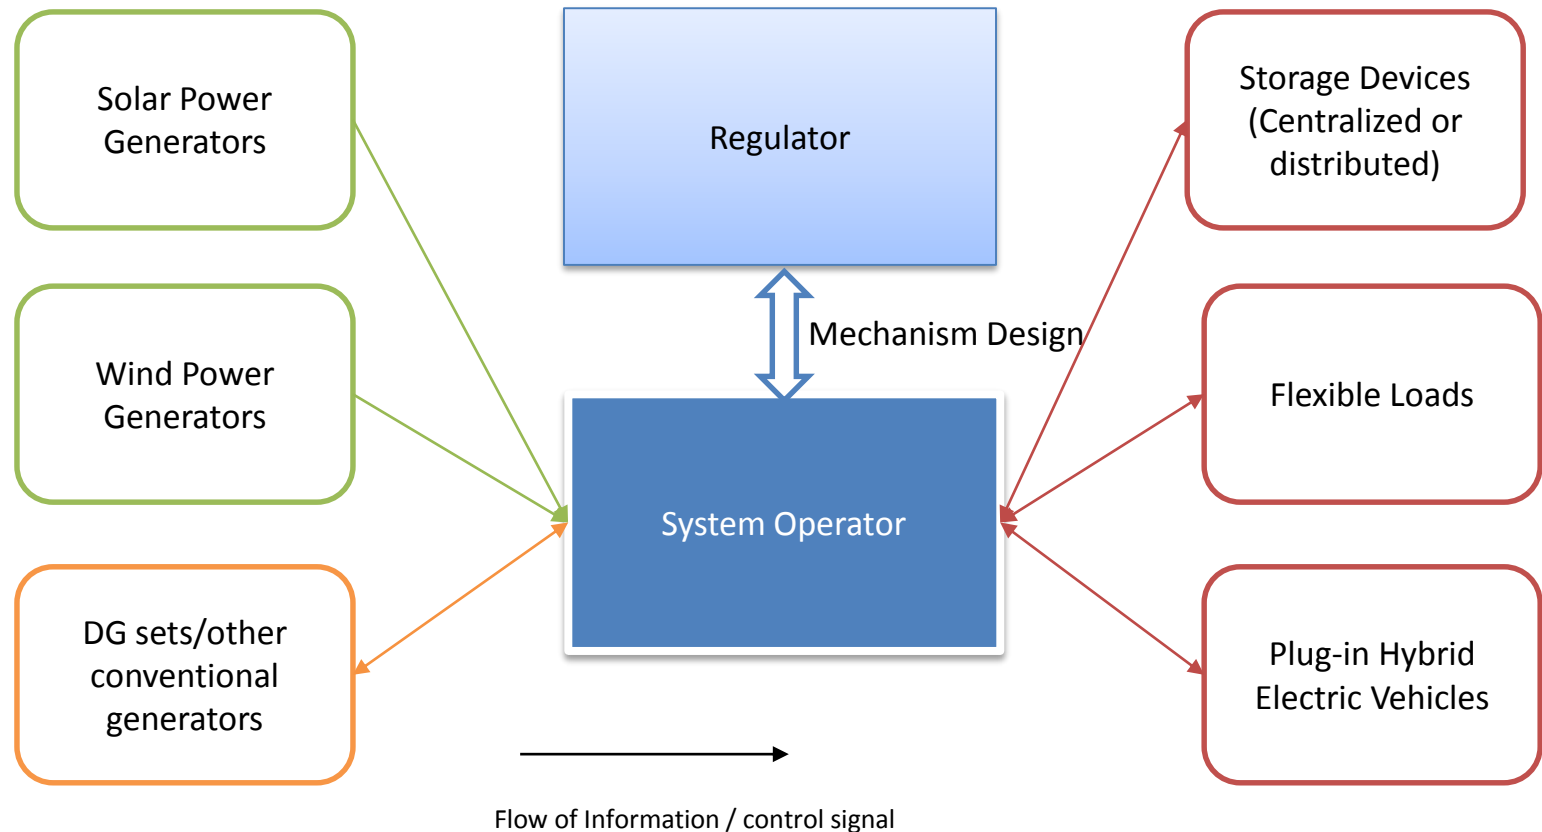 Solar Power
Generators
Regulator
Storage Devices
(Centralized or
distributed)
Mechanism Design
Wind Power
Generators
Flexible Loads
System Operator
DG sets/other
conventional
generators
Plug-in Hybrid
Electric Vehicles
Flow of Information / control signal